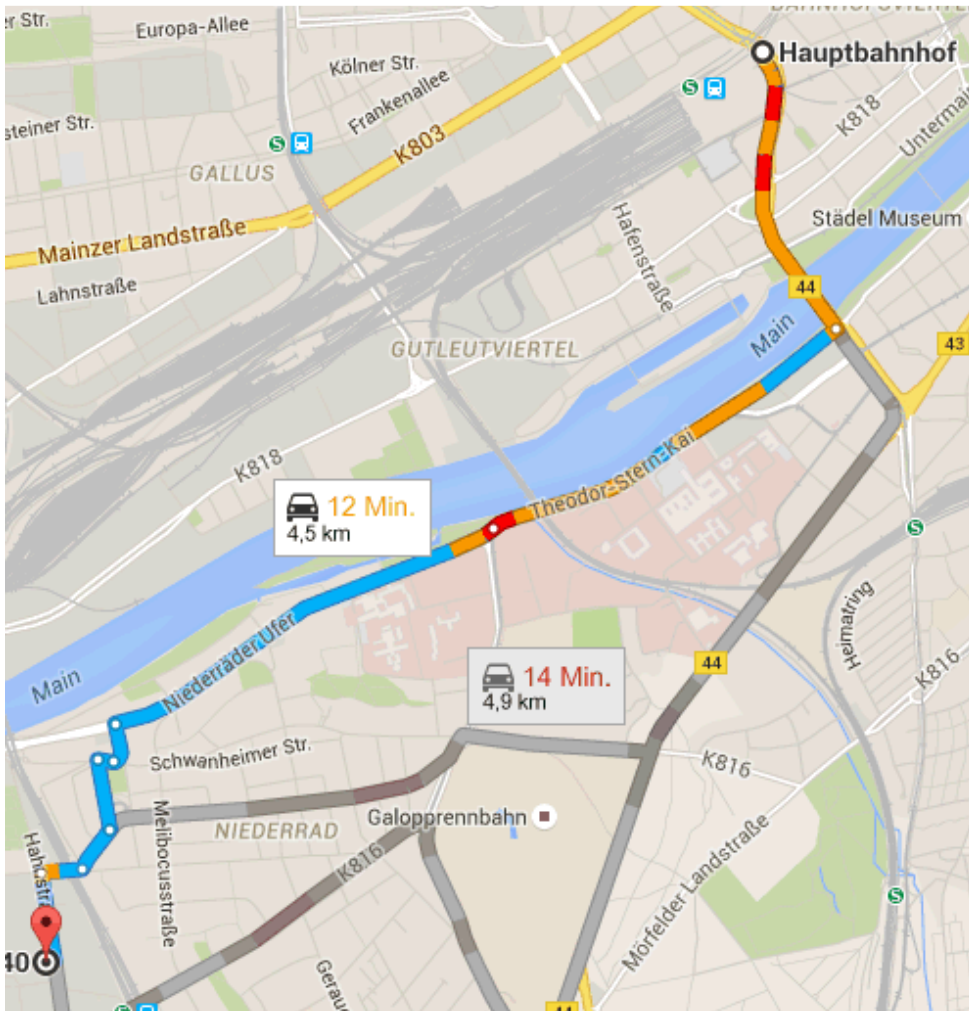 BAHNHOFSVIERTEL
er Str.
Europa-Allee
Hauptbahnhof
Kölner Str.
S
Frankenallee
K818
Untermain
steiner Str.
S
K803
GALLUS
Städel Museum
Mainzer Landstraße
Hafenstraße
Lahnstraße
44
Main
43
GUTLEUTVIERTEL
K818
Theodor-Stern-Kai
12 Min.
4,5 km
S
Heimatring
Niederräder Ufer
44
K816
Main
14 Min.
4,9 km
Schwanheimer Str.
K816
Galopprennbahn
NIEDERRAD
Melibocusstraße
K816
Mörfelder Landstraße
S
40
Gerau
S
44